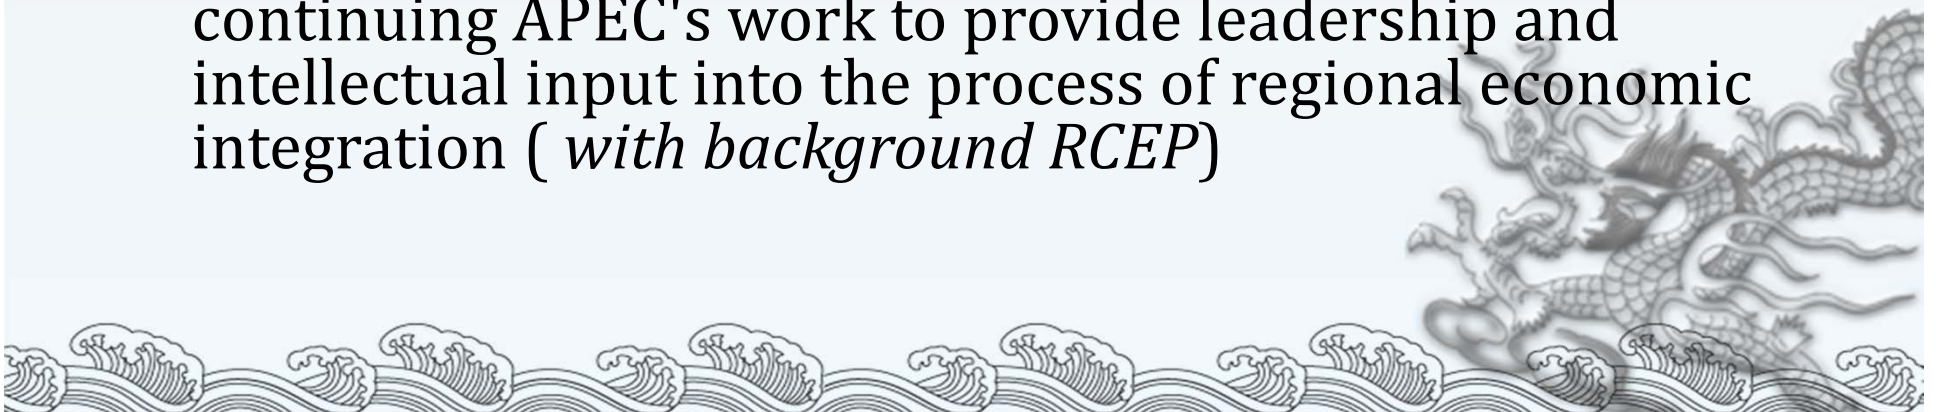 continuing APEC's work to provide leadership and
intellectual input into the process of regional economic
integration ( with background RCEP)